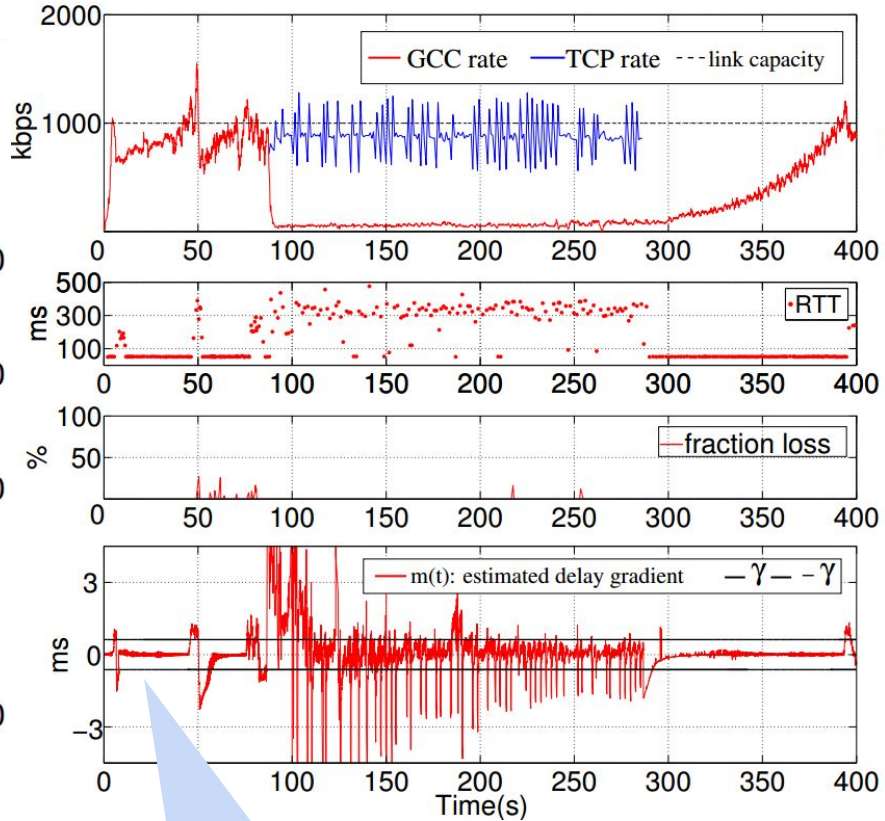 2000
GCC rate TCP rate link capacity
1000
kbps
0 50 100 150 200 250 300 350 400
500
RTT
300
ms
100
0 50 100 150 200 250 300 350 400
100
fraction loss
50
%
0 50 100 150 200 250 300 350 400
3
m(t): estimated delay gradient γ −γ
0
ms
−3
0 50 100 150 200 250 300 350 400
Time(s)